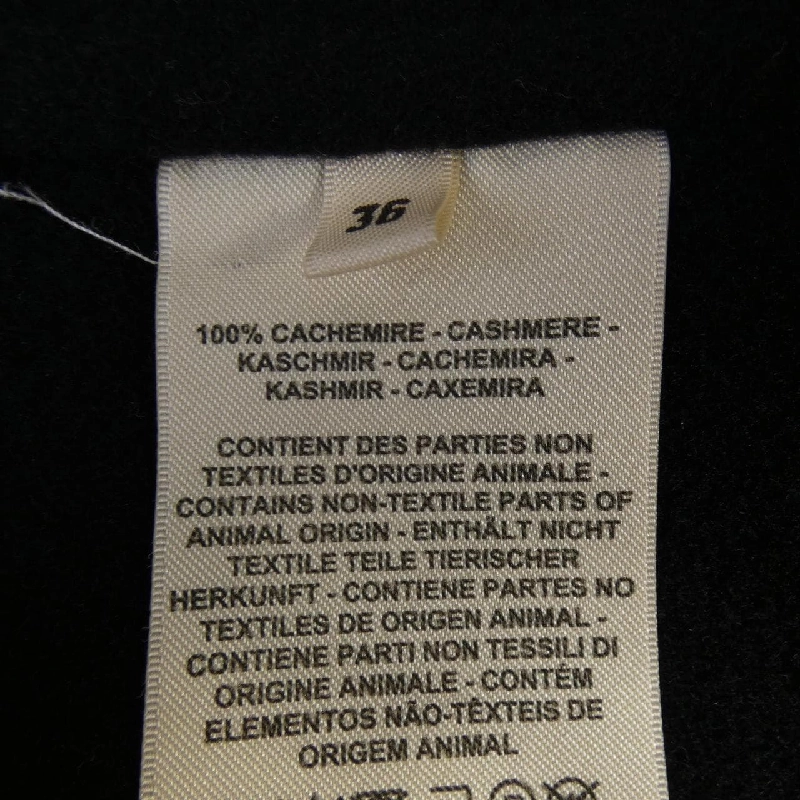 36
100% CACHEMIRE - CASHMERE -
KASCHMIR - CACHEMIRA -
KASHMIR - CAXEMIRA
CONTIENT DES PARTIES NON
TEXTILES D'ORIGINE ANIMALE -
CONTAINS NON-TEXTILE PARTS OF
ANIMAL ORIGIN - ENTHÄLT NICHT
TEXTILE TEILE TIERISCHER
HERKUNFT - CONTIENE PARTES NO
TEXTILES DE ORIGEN ANIMAL -
CONTIENE PARTI NON TESSILI DI
ORIGINE ANIMALE - CONTÉM
ELEMENTOS NÃO-TÊXTEIS DE
ORIGEM ANIMAL